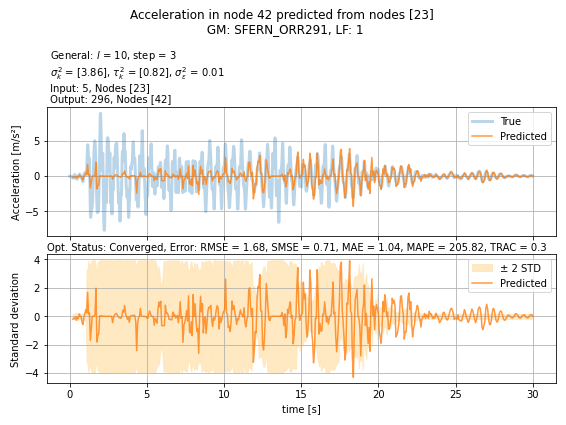 Acceleration in node 42 predicted from nodes [23]
GM: SFERN_ORR291, LF: 1
General: l = 10, step = 3
σ²ₖ = [3.86], τ²ₖ = [0.82], σ²ε = 0.01
Input: 5, Nodes [23]
Output: 296, Nodes [42]
Acceleration [m/s²]
5
0
−5
True
Predicted
Opt. Status: Converged, Error: RMSE = 1.68, SMSE = 0.71, MAE = 1.04, MAPE = 205.82, TRAC = 0.3
Standard deviation
4
2
0
−2
−4
± 2 STD
Predicted
0 5 10 15 20 25 30
time [s]